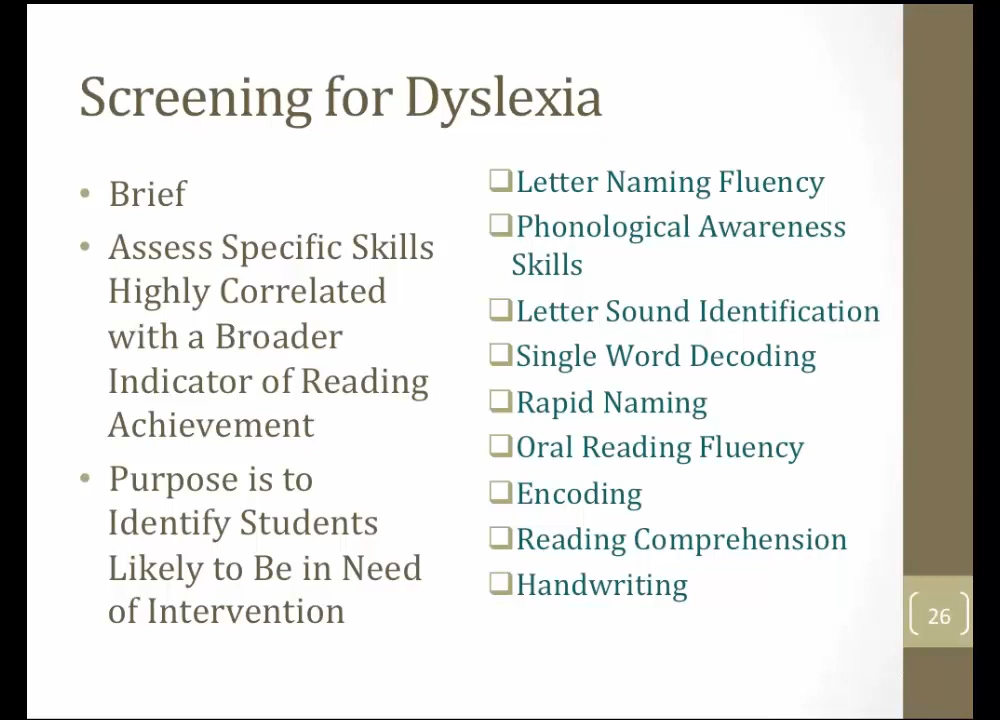 Screening for Dyslexia
• Brief
• Assess Specific Skills
Highly Correlated
with a Broader
Indicator of Reading
Achievement
• Purpose is to
Identify Students
Likely to Be in Need
of Intervention
❑Letter Naming Fluency
❑Phonological Awareness
Skills
❑Letter Sound Identification
❑Single Word Decoding
❑Rapid Naming
❑Oral Reading Fluency
❑Encoding
❑Reading Comprehension
❑Handwriting
26